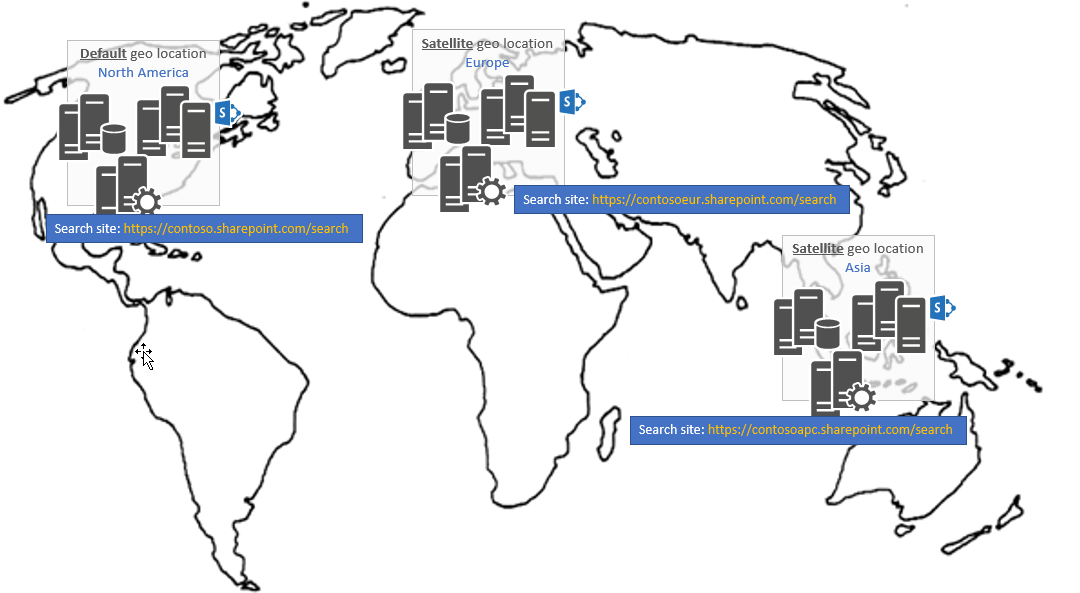 Default geo location
North America
S
Search site: https://contoso.sharepoint.com/search
Satellite geo location
Europe
S
Search site: https://contosoeur.sharepoint.com/search
Satellite geo location
Asia
S
Search site: https://contosoapc.sharepoint.com/search